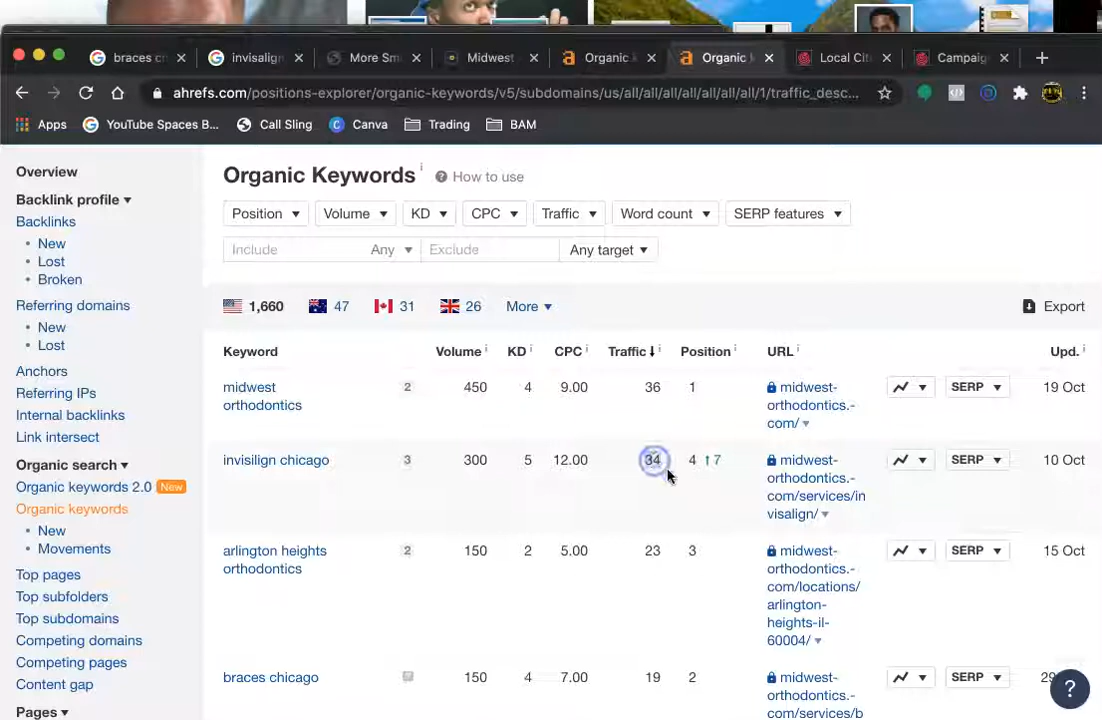 braces c
invisalign
More Sm
Midwest
Organic k
Organic k
Local Cit
Campaig
ahrefs.com/positions-explorer/organic-keywords/v5/subdomains/us/all/all/all/all/all/all/all/1/traffic_desc...
Apps
YouTube Spaces B...
Call Sling
Canva
Trading
BAM
Overview
Backlink profile
Backlinks
New
Lost
Broken
Referring domains
New
Lost
Anchors
Referring IPs
Internal backlinks
Link intersect
Organic search
Organic keywords 2.0 New
Organic keywords
New
Movements
Top pages
Top subfolders
Top subdomains
Competing domains
Competing pages
Content gap
Pages
Organic Keywords i ? How to use
Position Volume KD CPC Traffic Word count SERP features
Include Any Exclude Any target
1,660 47 31 26 More Export
Keyword Volume i KD i CPC i Traffic i Position i URL i Upd. i
midwest orthodontics 2 450 4 9.00 36 1 midwest-
orthodontics.-
com/ SERP 19 Oct
invisilign chicago 3 300 5 12.00 34 4 ↑7 midwest-
orthodontics.-
com/services/in
visalign/ SERP 10 Oct
arlington heights orthodontics 2 150 2 5.00 23 3 midwest-
orthodontics.-
com/locations/
arlington-
heights-il-
60004/ SERP 15 Oct
braces chicago 150 4 7.00 19 2 midwest-
orthodontics.-
com/services/b SERP
?